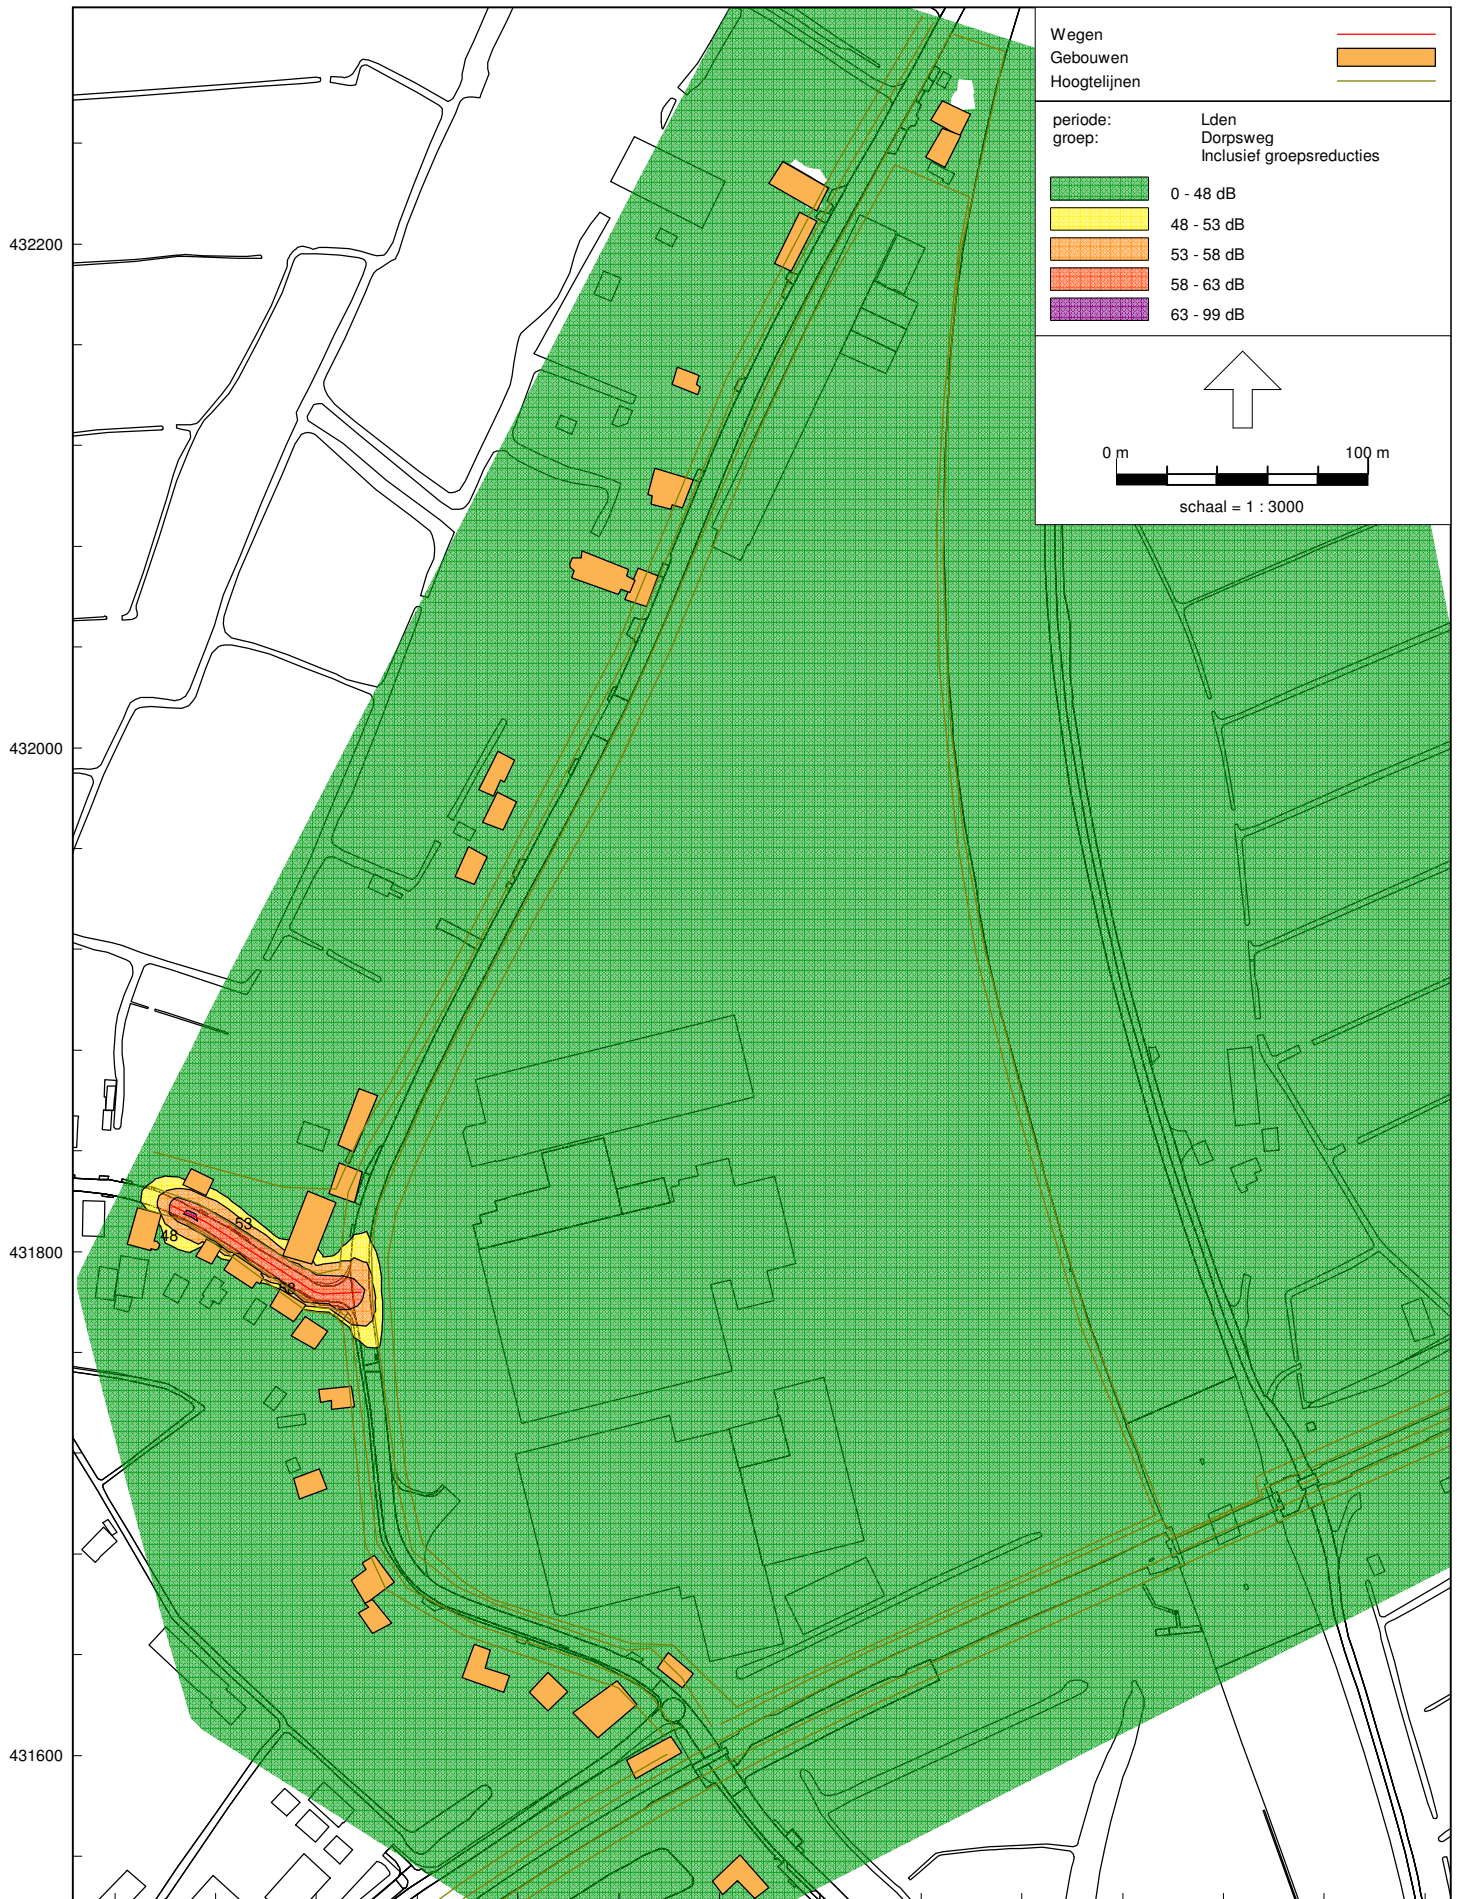 Wegen
Gebouwen
Hoogtelijnen
periode: Lden
groep: Dorpsweg
Inclusief groepsreducties
0 - 48 dB
48 - 53 dB
53 - 58 dB
58 - 63 dB
63 - 99 dB
0 m 100 m
schaal = 1 : 3000
432200
432000
431800
431600
53
48
58